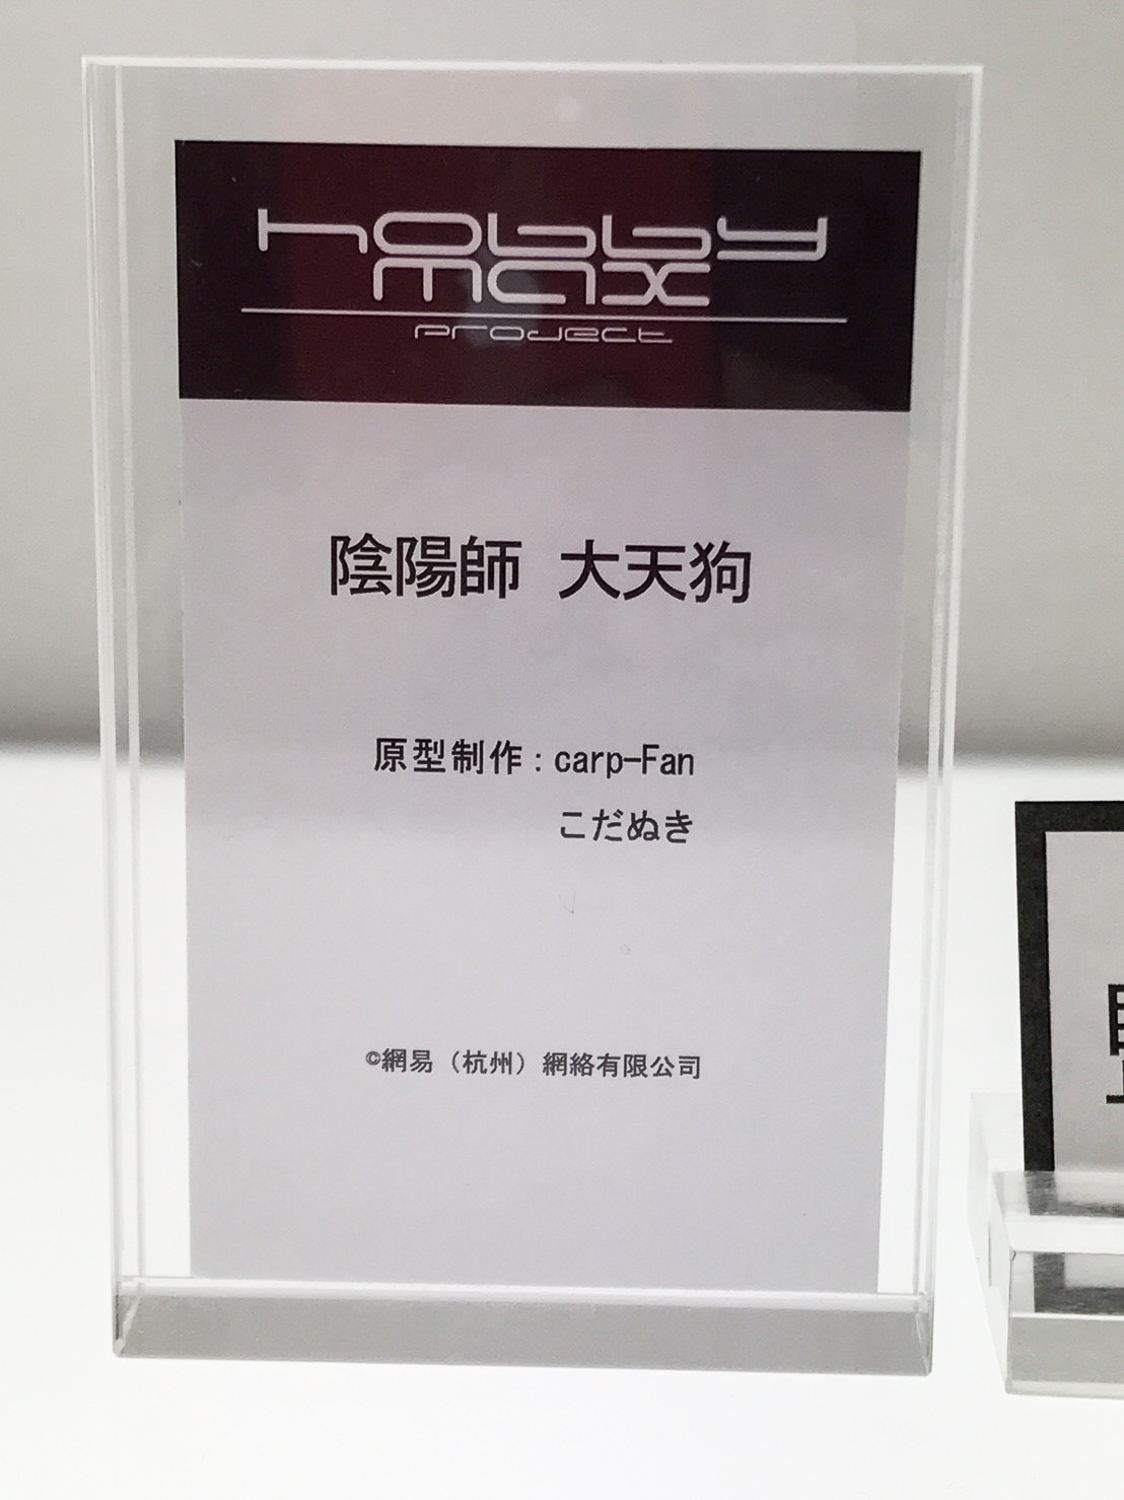 hobby
max
project
陰陽師 大天狗
原型制作：carp-Fan
こだぬき
©網易（杭州）網絡有限公司